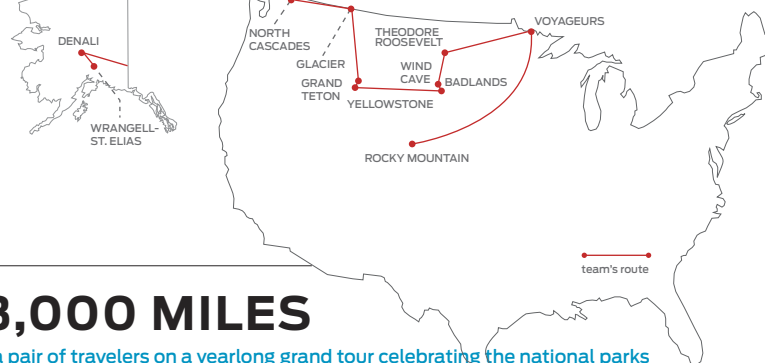 VOYAGEURS
NORTH
CASCADES
THEODORE
ROOSEVELT
DENALI
GLACIER
WIND
CAVE
BADLANDS
GRAND
TETON
YELLOWSTONE
WRANGELL-
ST. ELIAS
ROCKY MOUNTAIN
team's route
,000 MILES
a pair of travelers on a yearlong grand tour celebrating the national parks